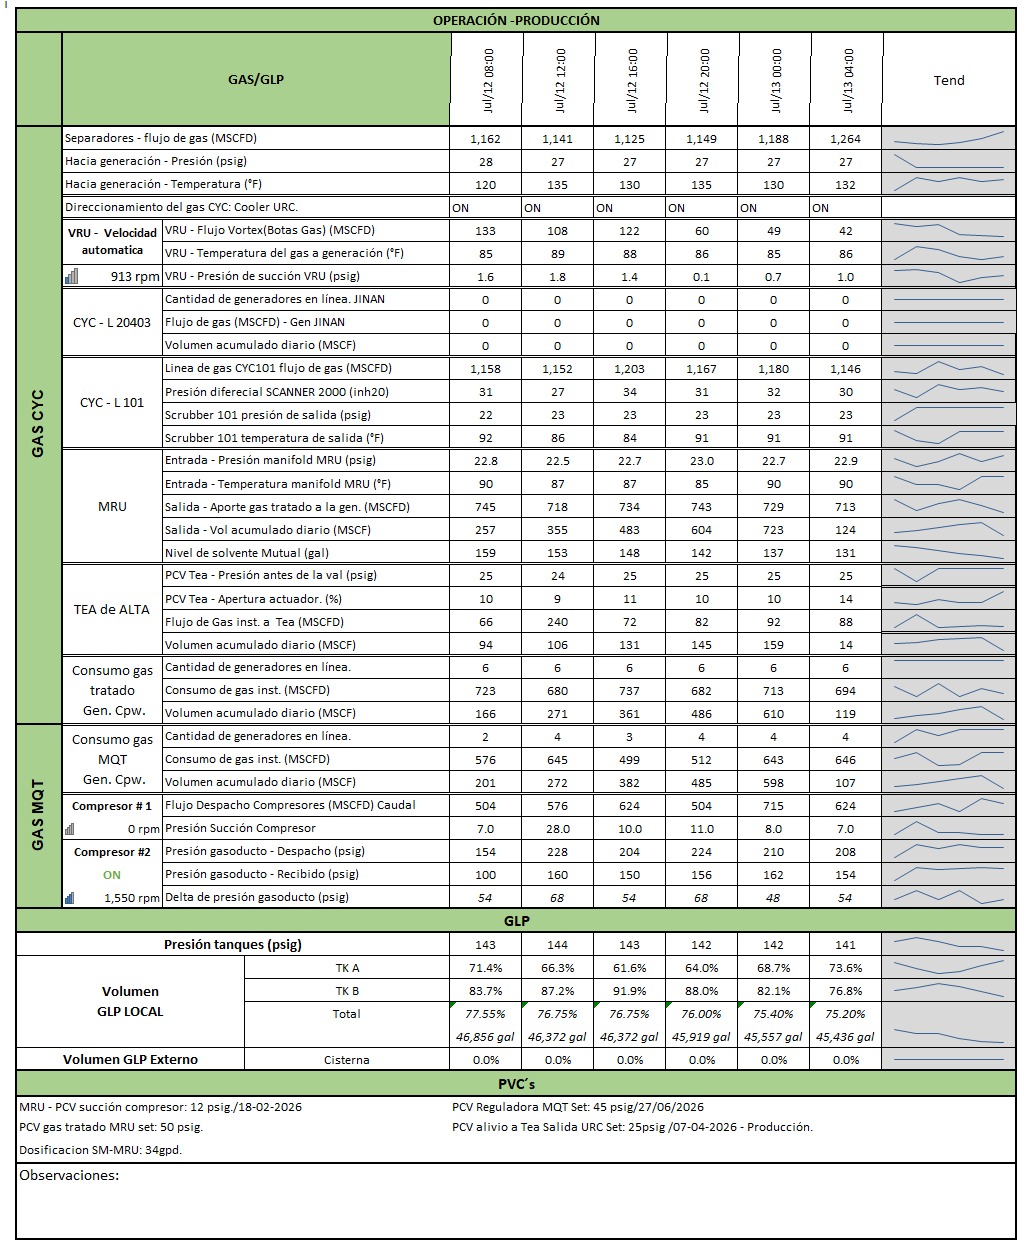 OPERACIÓN -PRODUCCIÓN
GAS/GLP Jul/12 08:00 Jul/12 12:00 Jul/12 16:00 Jul/12 20:00 Jul/13 00:00 Jul/13 04:00 Tend
GAS CYC
Separadores - flujo de gas (MSCFD) 1,162 1,141 1,125 1,149 1,188 1,264
Hacia generación - Presión (psig) 28 27 27 27 27 27
Hacia generación - Temperatura (°F) 120 135 130 135 130 132
Direccionamiento del gas CYC: Cooler URC. ON ON ON ON ON ON
VRU - Velocidad automatica
913 rpm
VRU - Flujo Vortex(Botas Gas) (MSCFD) 133 108 122 60 49 42
VRU - Temperatura del gas a generación (°F) 85 89 88 86 85 86
VRU - Presión de succión VRU (psig) 1.6 1.8 1.4 0.1 0.7 1.0
CYC - L 20403
Cantidad de generadores en línea. JINAN 0 0 0 0 0 0
Flujo de gas (MSCFD) - Gen JINAN 0 0 0 0 0 0
Volumen acumulado diario (MSCF) 0 0 0 0 0 0
CYC - L 101
Linea de gas CYC101 flujo de gas (MSCFD) 1,158 1,152 1,203 1,167 1,180 1,146
Presión diferecial SCANNER 2000 (inh20) 31 27 34 31 32 30
Scrubber 101 presión de salida (psig) 22 23 23 23 23 23
Scrubber 101 temperatura de salida (°F) 92 86 84 91 91 91
MRU
Entrada - Presión manifold MRU (psig) 22.8 22.5 22.7 23.0 22.7 22.9
Entrada - Temperatura manifold MRU (°F) 90 87 87 85 90 90
Salida - Aporte gas tratado a la gen. (MSCFD) 745 718 734 743 729 713
Salida - Vol acumulado diario (MSCF) 257 355 483 604 723 124
Nivel de solvente Mutual (gal) 159 153 148 142 137 131
TEA de ALTA
PCV Tea - Presión antes de la val (psig) 25 24 25 25 25 25
PCV Tea - Apertura actuador. (%) 10 9 11 10 10 14
Flujo de Gas inst. a Tea (MSCFD) 66 240 72 82 92 88
Volumen acumulado diario (MSCF) 94 106 131 145 159 14
Consumo gas tratado Gen. Cpw.
Cantidad de generadores en línea. 6 6 6 6 6 6
Consumo de gas inst. (MSCFD) 723 680 737 682 713 694
Volumen acumulado diario (MSCF) 166 271 361 486 610 119
GAS MQT
Consumo gas MQT Gen. Cpw.
Cantidad de generadores en línea. 2 4 3 4 4 4
Consumo de gas inst. (MSCFD) 576 645 499 512 643 646
Volumen acumulado diario (MSCF) 201 272 382 485 598 107
Compresor # 1
Flujo Despacho Compresores (MSCFD) Caudal 504 576 624 504 715 624
0 rpm Presión Succión Compresor 7.0 28.0 10.0 11.0 8.0 7.0
Compresor #2
Presión gasoducto - Despacho (psig) 154 228 204 224 210 208
ON Presión gasoducto - Recibido (psig) 100 160 150 156 162 154
1,550 rpm Delta de presión gasoducto (psig) 54 68 54 68 48 54
GLP
Presión tanques (psig) 143 144 143 142 142 141
Volumen GLP LOCAL
TK A 71.4% 66.3% 61.6% 64.0% 68.7% 73.6%
TK B 83.7% 87.2% 91.9% 88.0% 82.1% 76.8%
Total 77.55% 76.75% 76.75% 76.00% 75.40% 75.20%
46,856 gal 46,372 gal 46,372 gal 45,919 gal 45,557 gal 45,436 gal
Volumen GLP Externo Cisterna 0.0% 0.0% 0.0% 0.0% 0.0% 0.0%
PVC´s
MRU - PCV succión compresor: 12 psig./18-02-2026 PCV Reguladora MQT Set: 45 psig/27/06/2026
PCV gas tratado MRU set: 50 psig. PCV alivio a Tea Salida URC Set: 25psig /07-04-2026 - Producción.
Dosificacion SM-MRU: 34gpd.
Observaciones: